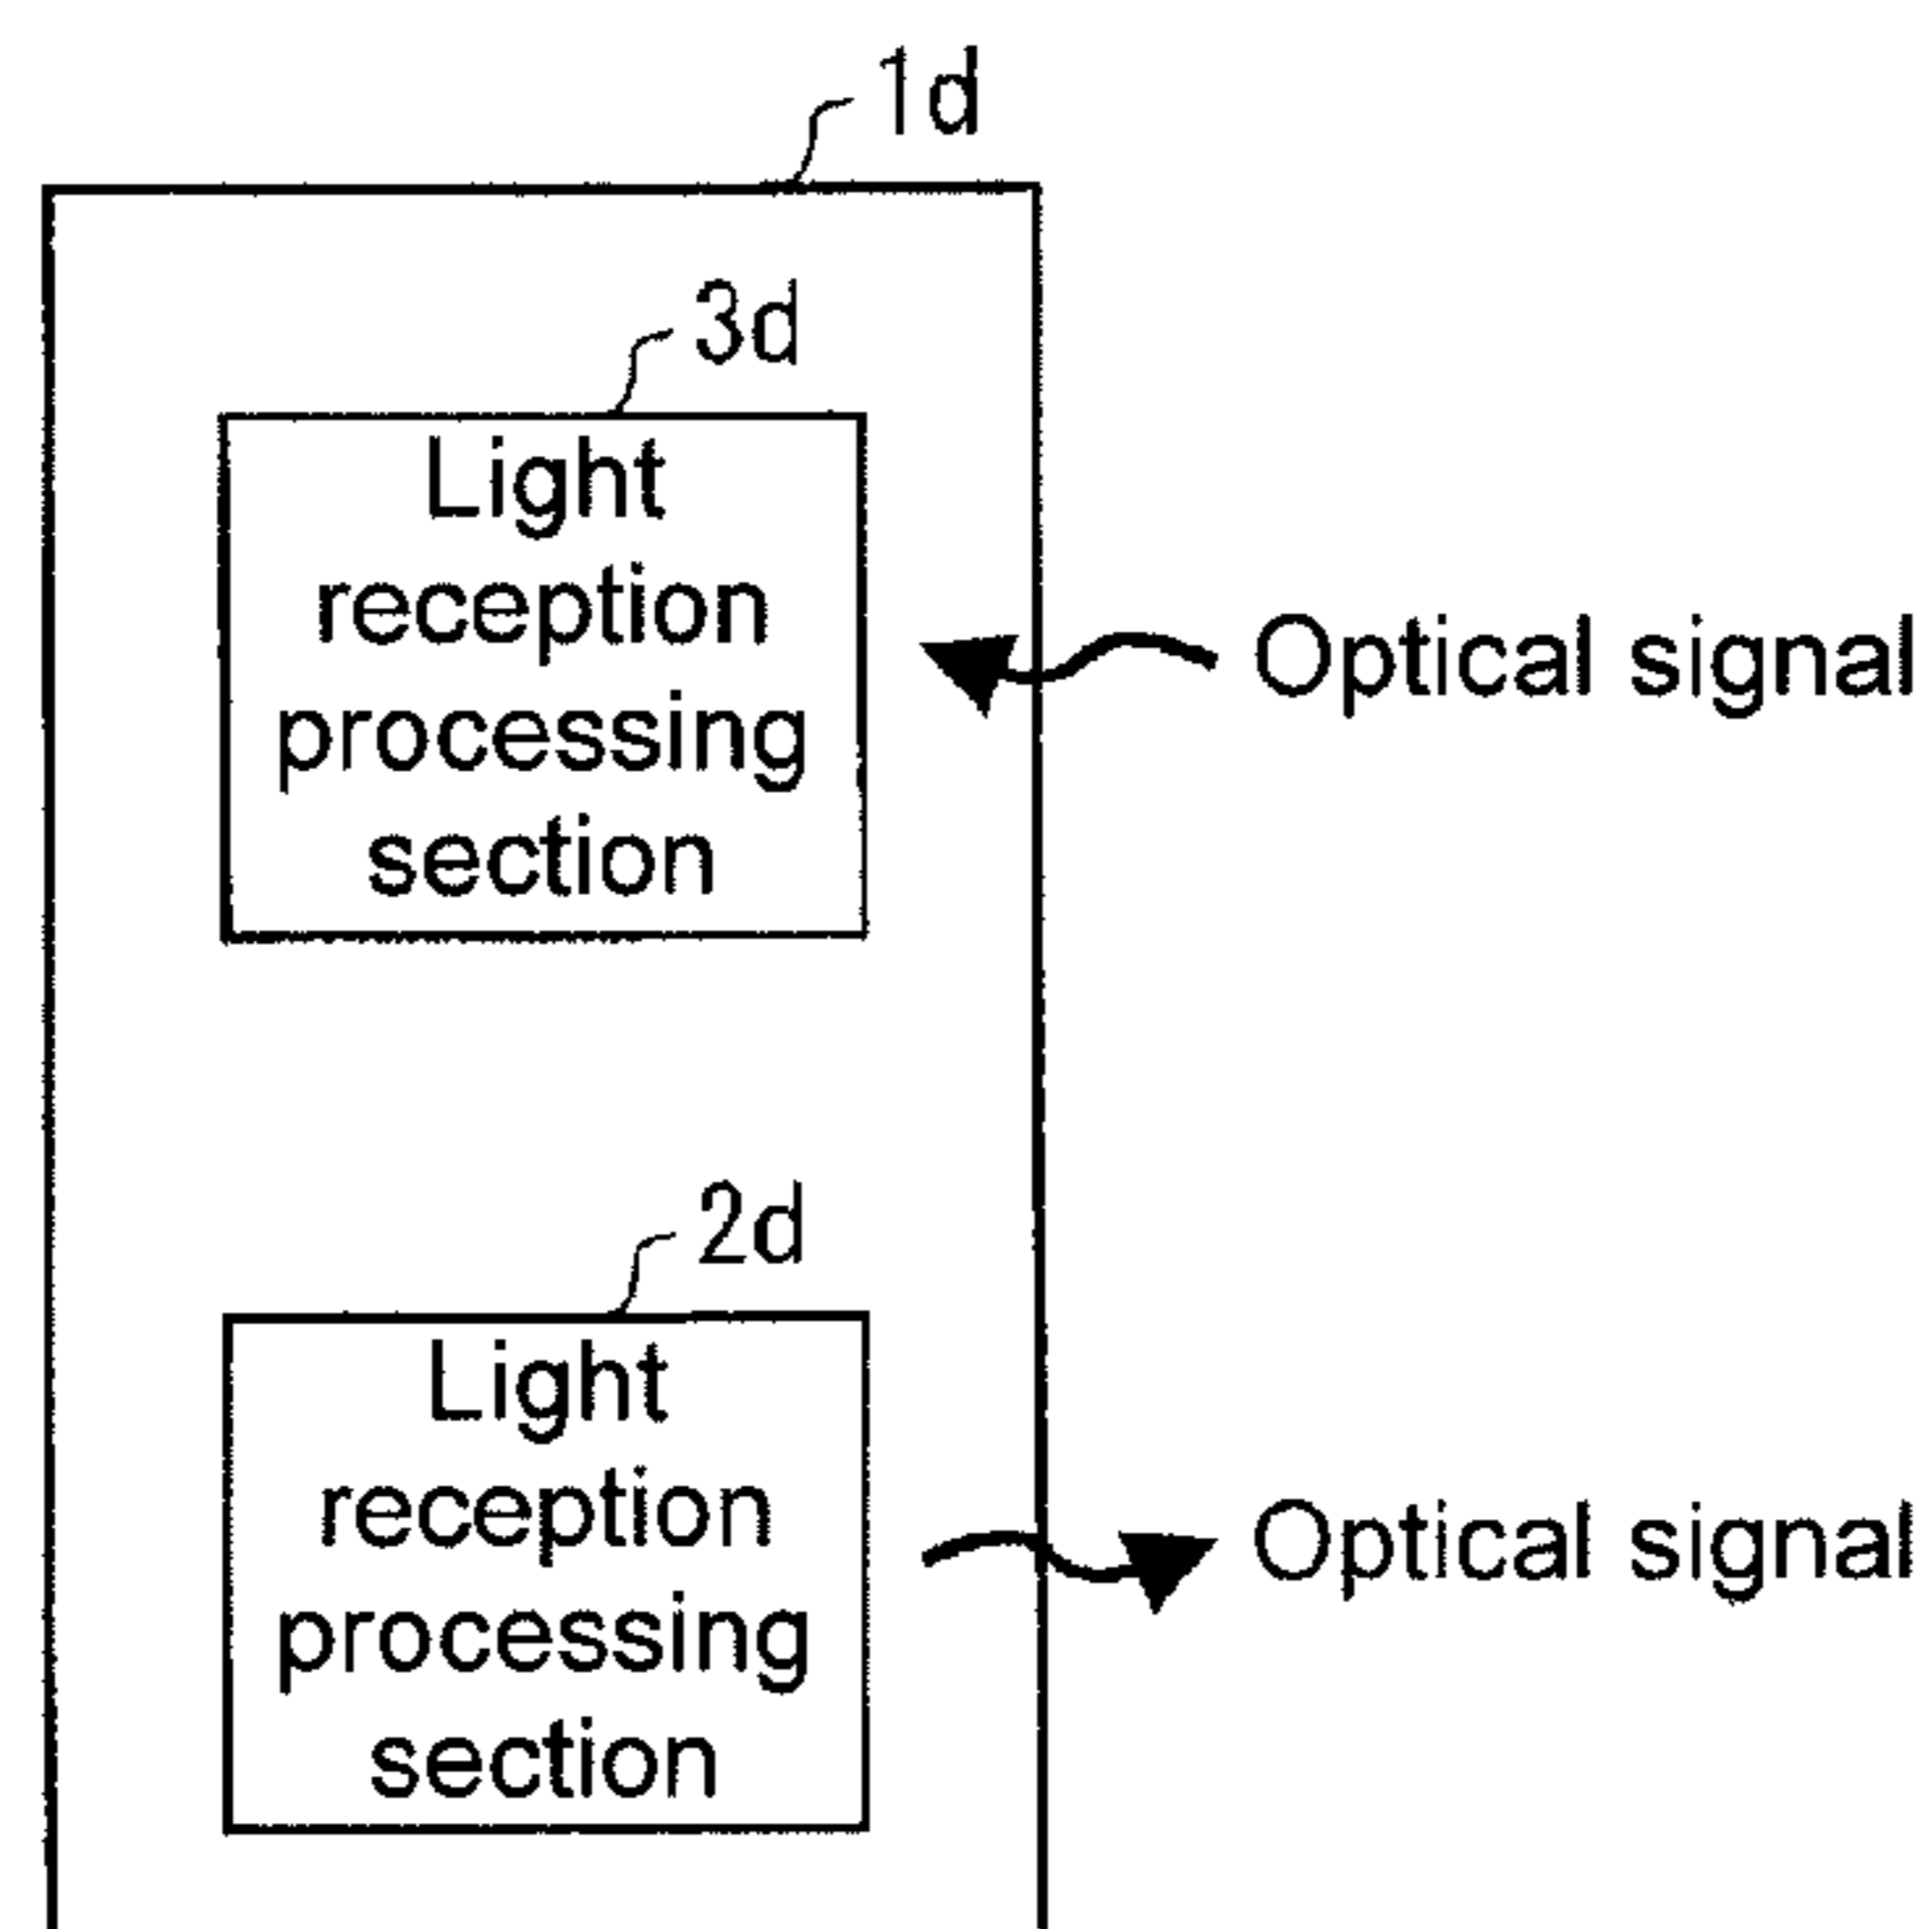 1d
3d
Light
reception
processing
section
Optical signal
2d
Light
reception
processing
section
Optical signal